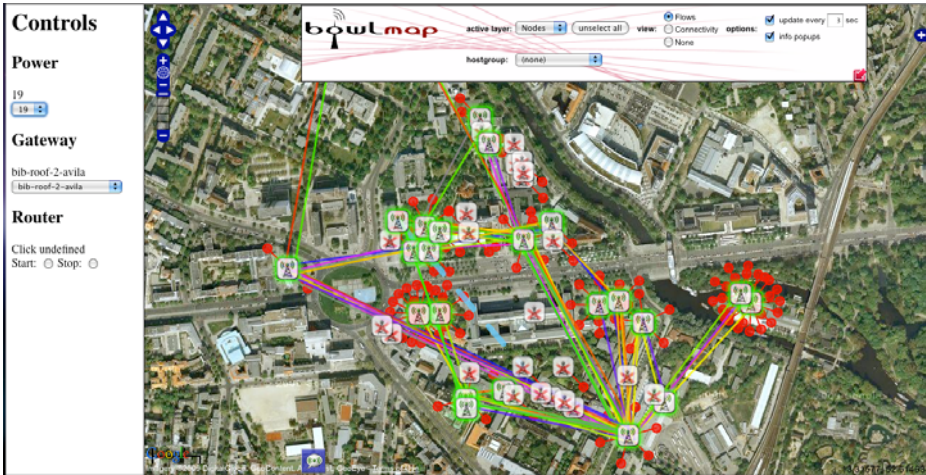 Controls
Power
19
19
Gateway
bib-roof-2-avila
bib-roof-2-avila
Router
Click undefined
Start: Stop:
bowlmap
active layer: Nodes unselect all view: Flows Connectivity None options: update every 3 sec info popups
hostgroup: (none)